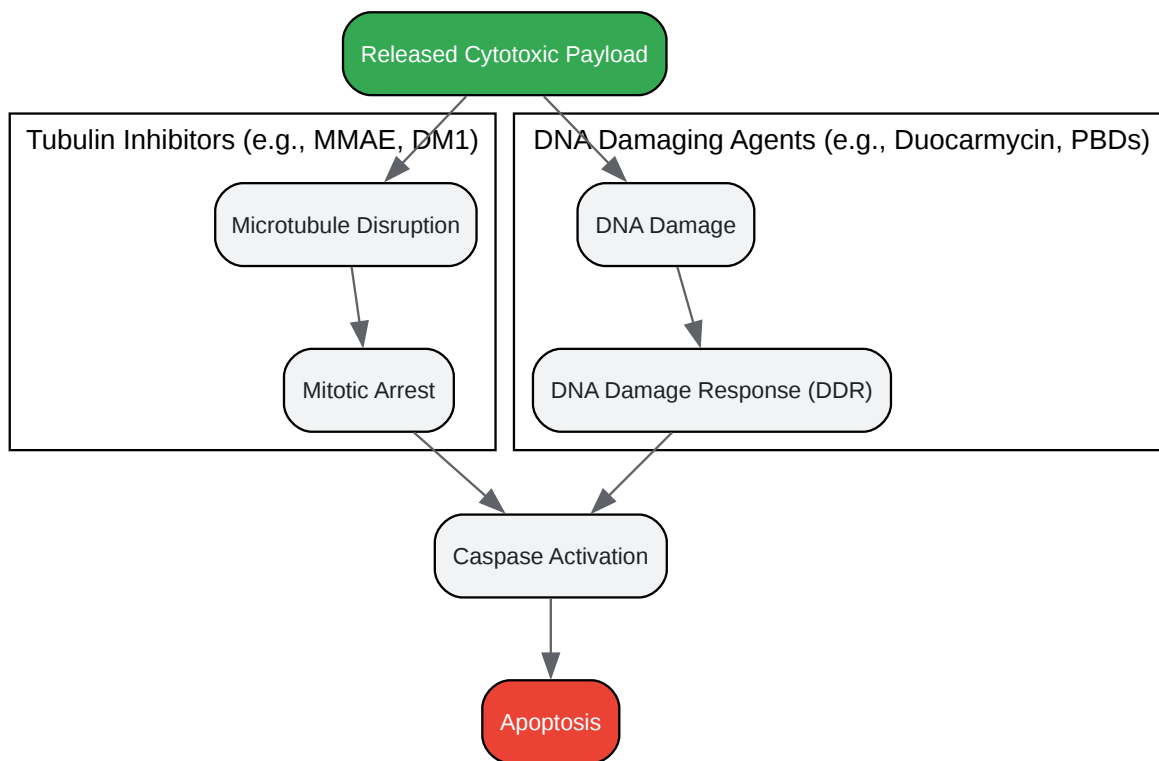 Released Cytotoxic Payload
Tubulin Inhibitors (e.g., MMAE, DM1)
DNA Damaging Agents (e.g., Duocarmycin, PBDs)
Microtubule Disruption
DNA Damage
Mitotic Arrest
DNA Damage Response (DDR)
Caspase Activation
Apoptosis